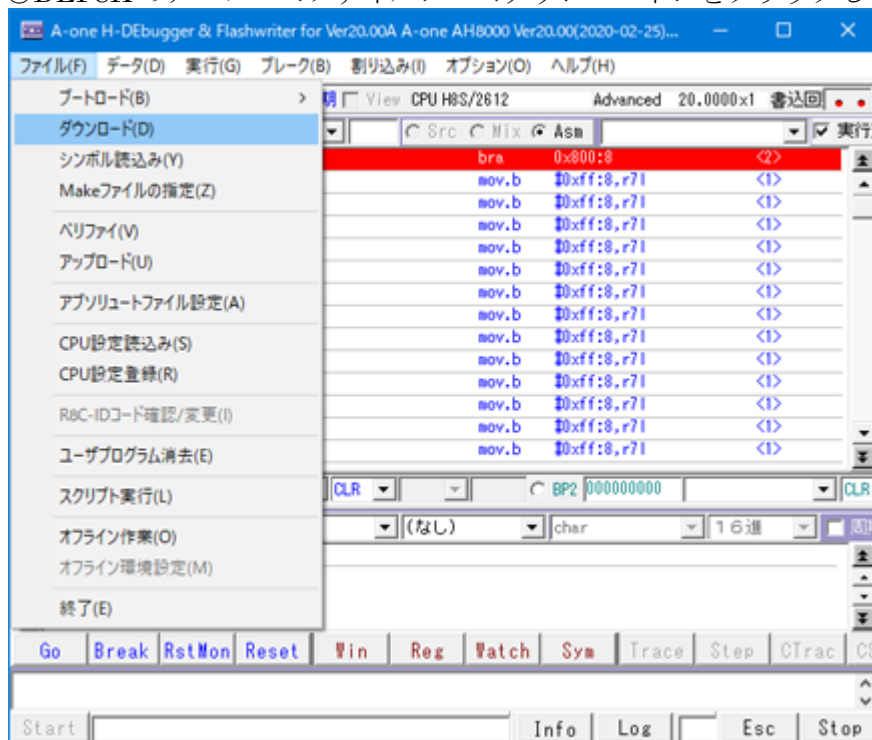 A-one H-DEbugger & Flashwriter for Ver20.00A A-one AH8000 Ver20.00(2020-02-25)...
ファイル(F) データ(D) 実行(G) ブレーク(B) 割り込み(I) オプション(O) ヘルプ(H)
ブートロード(B)
期 View CPU H8S/2612 Advanced 20.0000x1 書込回
ダウンロード(D)
Src Mix Asm 実行
シンボル読込み(Y)
Makeファイルの指定(Z)
ベリファイ(V)
アップロード(U)
アブソリュートファイル設定(A)
CPU設定読込み(S)
CPU設定登録(R)
R8C-IDコード確認/変更(I)
ユーザプログラム消去(E)
スクリプト実行(L)
オフライン作業(O)
オフライン環境設定(M)
終了(E)
bra 0x800:8 <2>
mov.b #0xff:8,r7l <1>
mov.b #0xff:8,r7l <1>
mov.b #0xff:8,r7l <1>
mov.b #0xff:8,r7l <1>
mov.b #0xff:8,r7l <1>
mov.b #0xff:8,r7l <1>
mov.b #0xff:8,r7l <1>
mov.b #0xff:8,r7l <1>
mov.b #0xff:8,r7l <1>
mov.b #0xff:8,r7l <1>
mov.b #0xff:8,r7l <1>
mov.b #0xff:8,r7l <1>
mov.b #0xff:8,r7l <1>
CLR BP2 000000000 CLR
(なし) char 16進 周期
Go Break RstMon Reset Win Reg Watch Sym Trace Step CTrac CS
Start Info Log Esc Stop